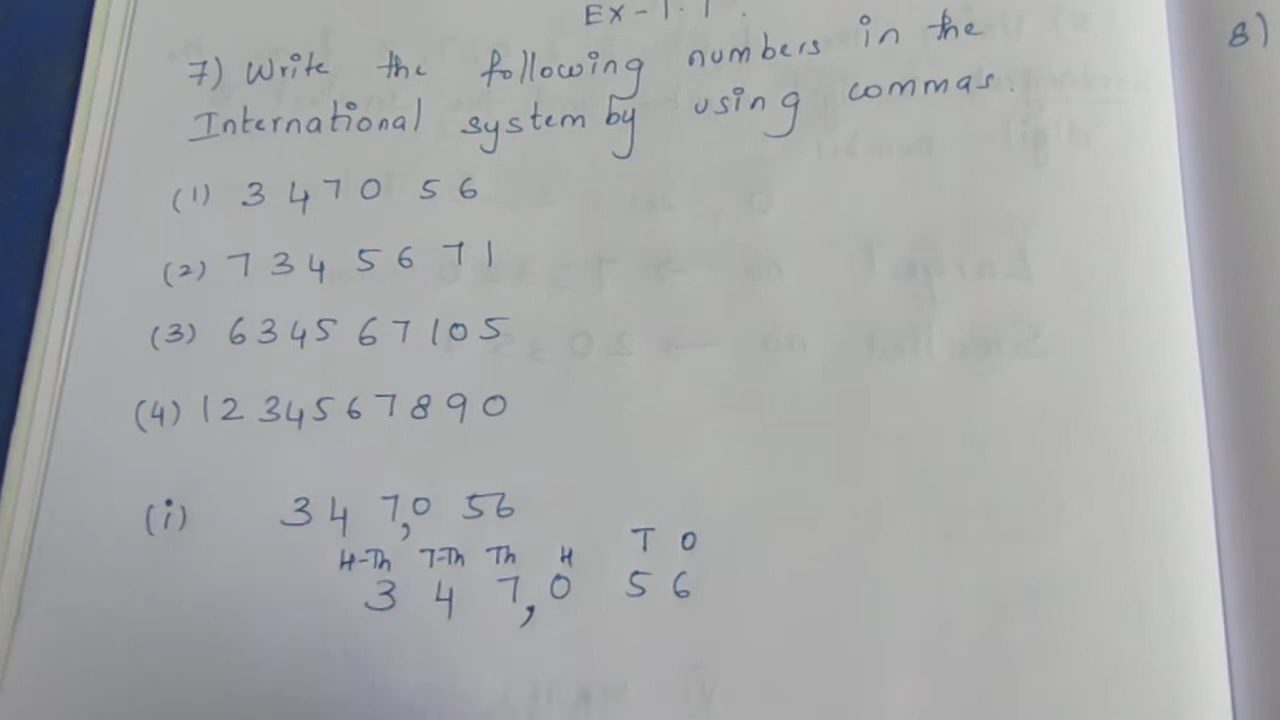 EX - 1.1.
7) Write the following numbers in the
International system by using commas.
8)
(1) 3 4 7 0 5 6
(2) 7 3 4 5 6 7 1
(3) 6 3 4 5 6 7 1 0 5
(4) 1 2 3 4 5 6 7 8 9 0
(i) 3 4 7,0 5 6
H-Th T-Th Th H T O
3 4 7,0 5 6